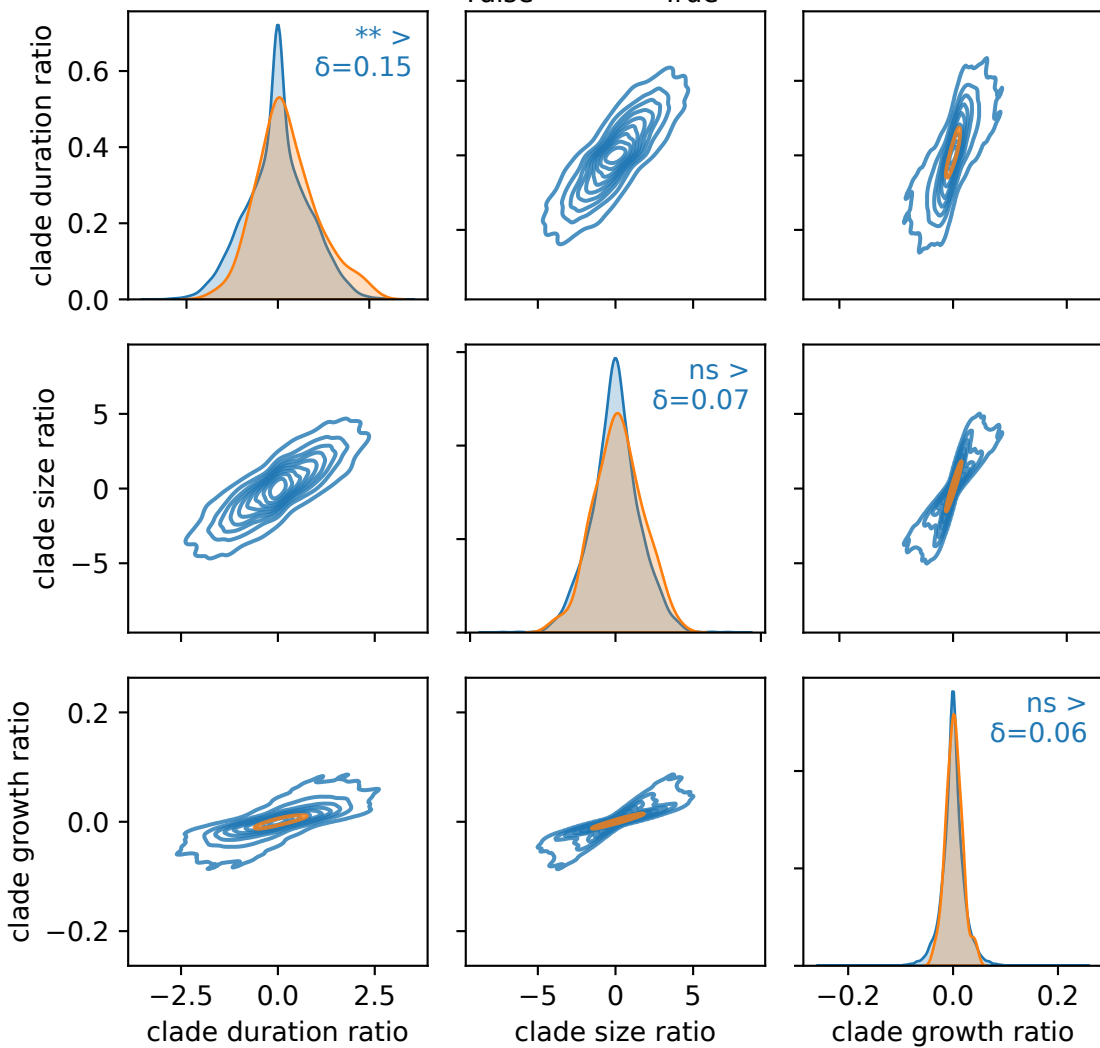 True
clade duration ratio
0.6
0.4
0.2
0.0
** >
δ=0.15
clade size ratio
5
0
−5
ns >
δ=0.07
clade growth ratio
0.2
0.0
−0.2
ns >
δ=0.06
−2.5 0.0 2.5
−5 0 5
−0.2 0.0 0.2
clade duration ratio
clade size ratio
clade growth ratio